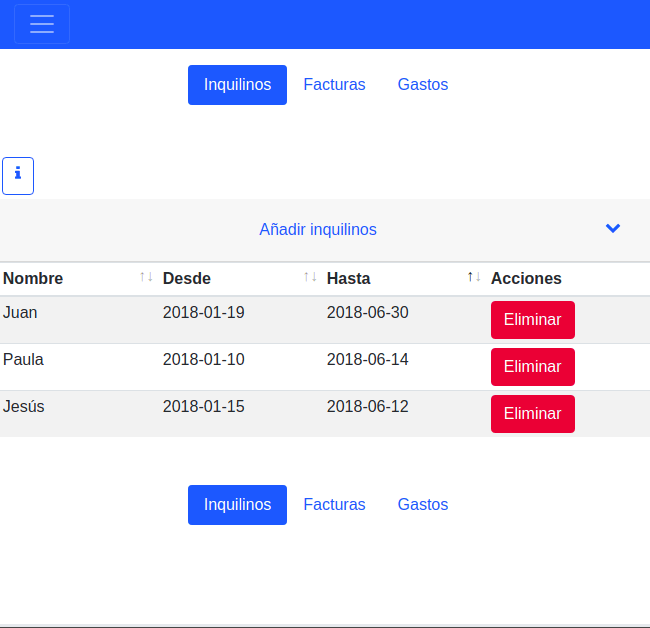 Inquilinos Facturas Gastos
Añadir inquilinos
Nombre ↑↓ Desde ↑↓ Hasta ↑↓ Acciones
Juan 2018-01-19 2018-06-30 Eliminar
Paula 2018-01-10 2018-06-14 Eliminar
Jesús 2018-01-15 2018-06-12 Eliminar
Inquilinos Facturas Gastos